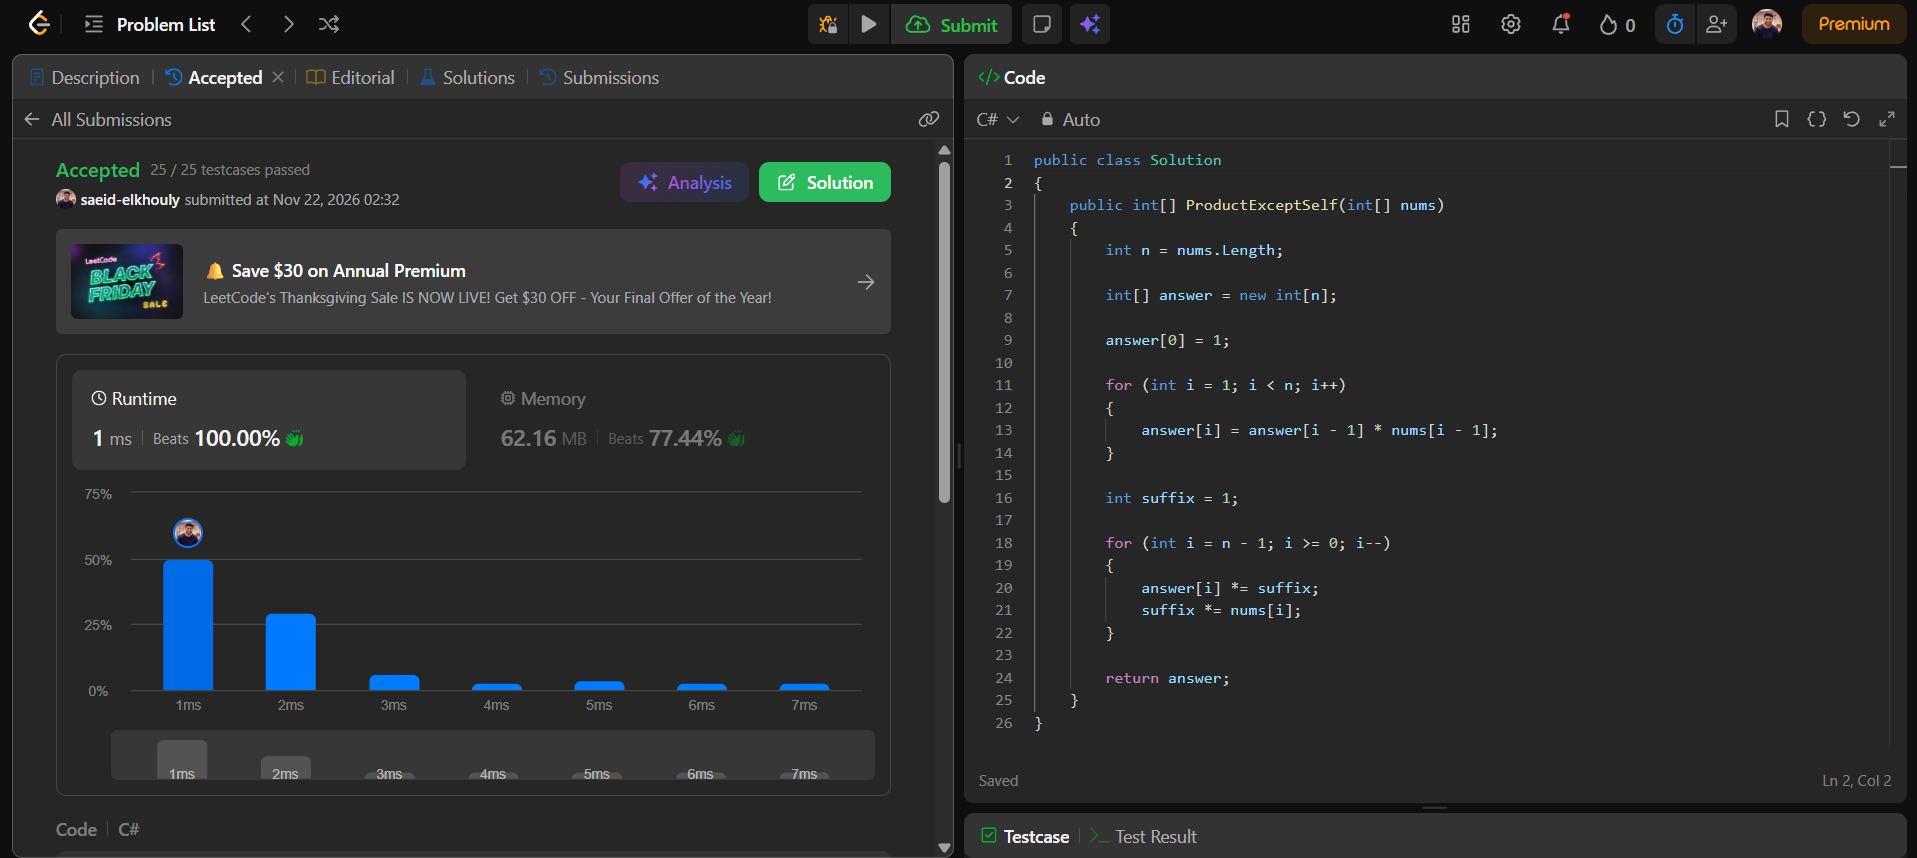 Problem List
Submit
0
Premium
Description
Accepted
Editorial
Solutions
Submissions
All Submissions
Accepted 25 / 25 testcases passed
saeid-elkhouly submitted at Nov 22, 2026 02:32
Analysis
Solution
LeetCode
BLACK
FRIDAY
SALE
Save $30 on Annual Premium
LeetCode's Thanksgiving Sale IS NOW LIVE! Get $30 OFF - Your Final Offer of the Year!
Runtime
1 ms Beats 100.00%
Memory
62.16 MB Beats 77.44%
75%
50%
25%
0%
1ms 2ms 3ms 4ms 5ms 6ms 7ms
1ms 2ms 3ms 4ms 5ms 6ms 7ms
Code C#
</> Code
C# Auto
1 public class Solution
2 {
3 public int[] ProductExceptSelf(int[] nums)
4 {
5 int n = nums.Length;
6
7 int[] answer = new int[n];
8
9 answer[0] = 1;
10
11 for (int i = 1; i < n; i++)
12 {
13 answer[i] = answer[i - 1] * nums[i - 1];
14 }
15
16 int suffix = 1;
17
18 for (int i = n - 1; i >= 0; i--)
19 {
20 answer[i] *= suffix;
21 suffix *= nums[i];
22 }
23
24 return answer;
25 }
26 }
Saved
Ln 2, Col 2
Testcase
Test Result